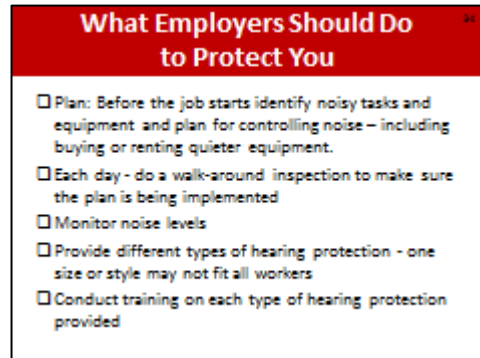 What Employers Should Do
to Protect You
Plan: Before the job starts identify noisy tasks and
equipment and plan for controlling noise – including
buying or renting quieter equipment.
Each day - do a walk-around inspection to make sure
the plan is being implemented
Monitor noise levels
Provide different types of hearing protection - one
size or style may not fit all workers
Conduct training on each type of hearing protection
provided